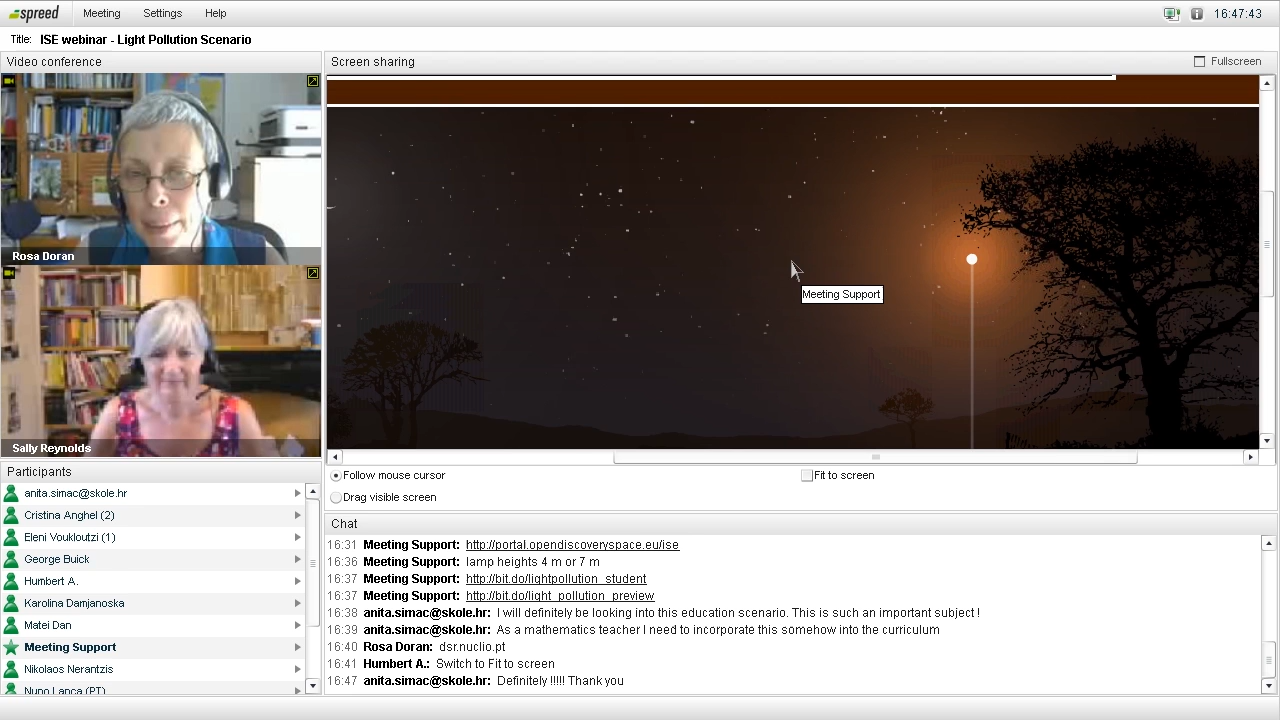 spreed Meeting Settings Help 16:47:43
Title: ISE webinar - Light Pollution Scenario
Video conference
Rosa Doran
Sally Reynolds
Participants
anita.simac@skole.hr
Cristina Anghel (2)
Eleni Voukloutzi (1)
George Buick
Humbert A.
Karolina Damjanoska
Matei Dan
Meeting Support
Nikolaos Nerantzis
Nuno Lança (PT)
Screen sharing Fullscreen
Meeting Support
Follow mouse cursor Fit to screen
Drag visible screen
Chat
16:31 Meeting Support: http://portal.opendiscoveryspace.eu/ise
16:36 Meeting Support: lamp heights 4 m or 7 m
16:37 Meeting Support: http://bit.do/lightpollution_student
16:37 Meeting Support: http://bit.do/light_pollution_preview
16:38 anita.simac@skole.hr: I will definitely be looking into this education scenario. This is such an important subject !
16:39 anita.simac@skole.hr: As a mathematics teacher I need to incorporate this somehow into the curriculum
16:40 Rosa Doran: dsr.nuclio.pt
16:41 Humbert A.: Switch to Fit to screen
16:47 anita.simac@skole.hr: Definitely !!!!! Thank you